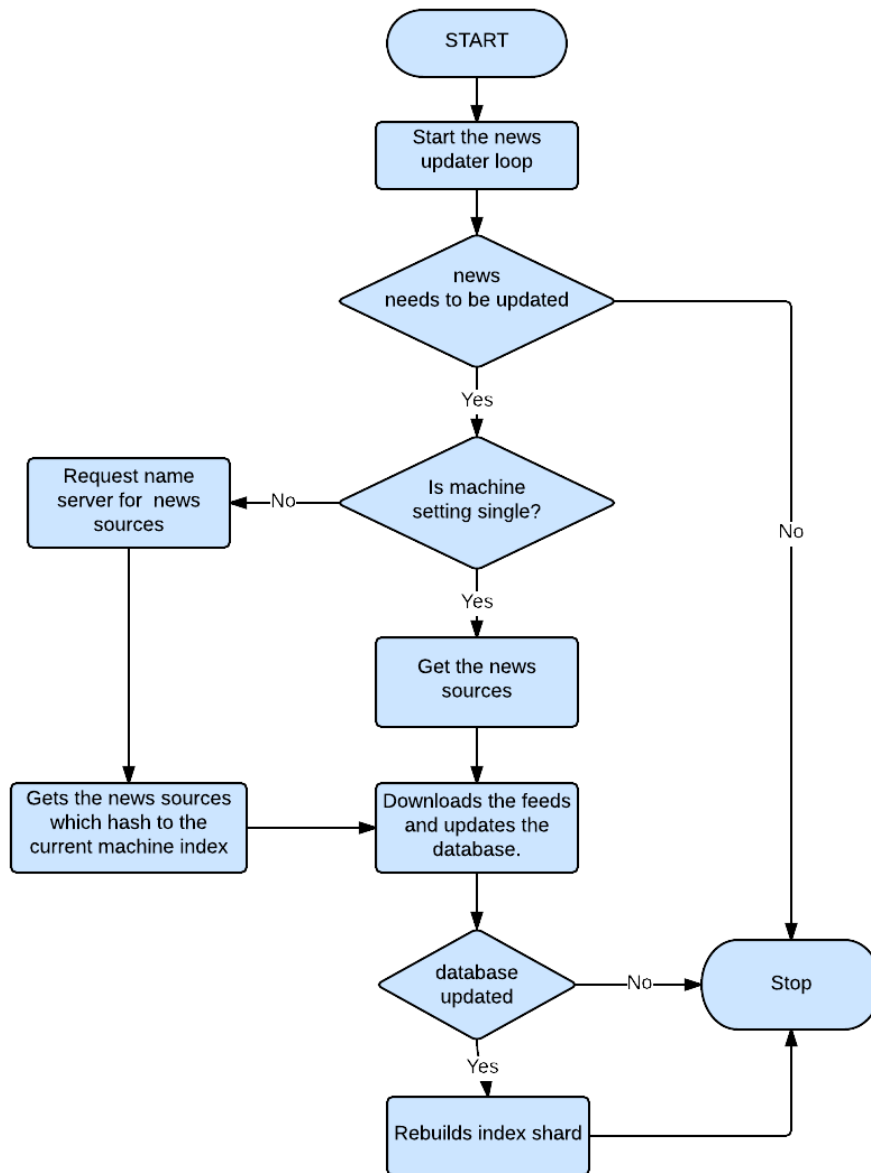 START
Start the news
updater loop
news
needs to be updated
Yes
Is machine
setting single?
No
Request name
server for news
sources
No
Yes
Get the news
sources
Gets the news sources
which hash to the
current machine index
Downloads the feeds
and updates the
database.
database
updated
No
Stop
Yes
Rebuilds index shard